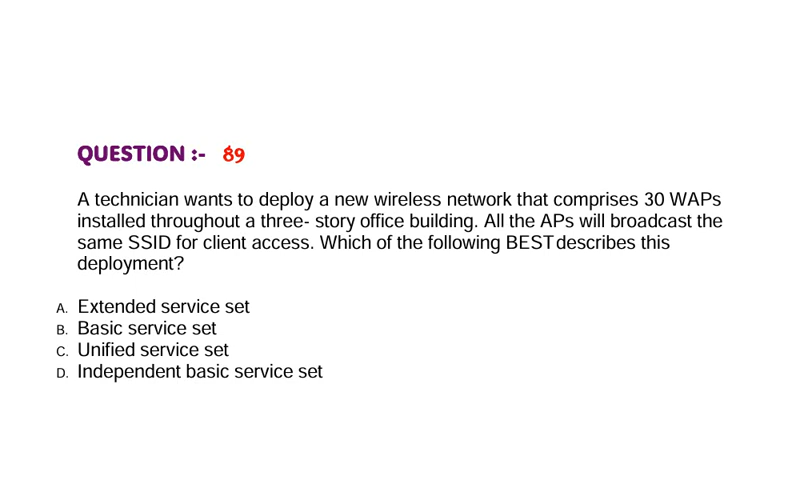 QUESTION :- 89
A technician wants to deploy a new wireless network that comprises 30 WAPs
installed throughout a three- story office building. All the APs will broadcast the
same SSID for client access. Which of the following BEST describes this
deployment?
A. Extended service set
B. Basic service set
C. Unified service set
D. Independent basic service set